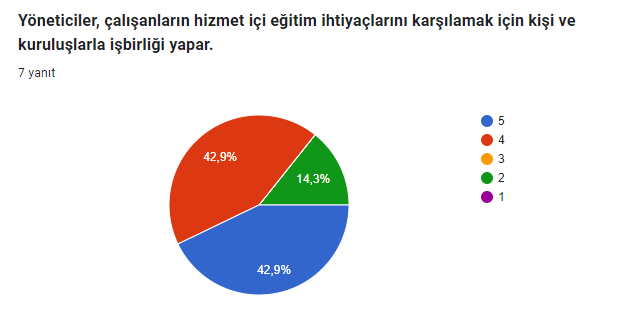 Yöneticiler, çalışanların hizmet içi eğitim ihtiyaçlarını karşılamak için kişi ve
kuruluşlarla işbirliği yapar.
7 yanıt
42,9%
14,3%
42,9%
5
4
3
2
1